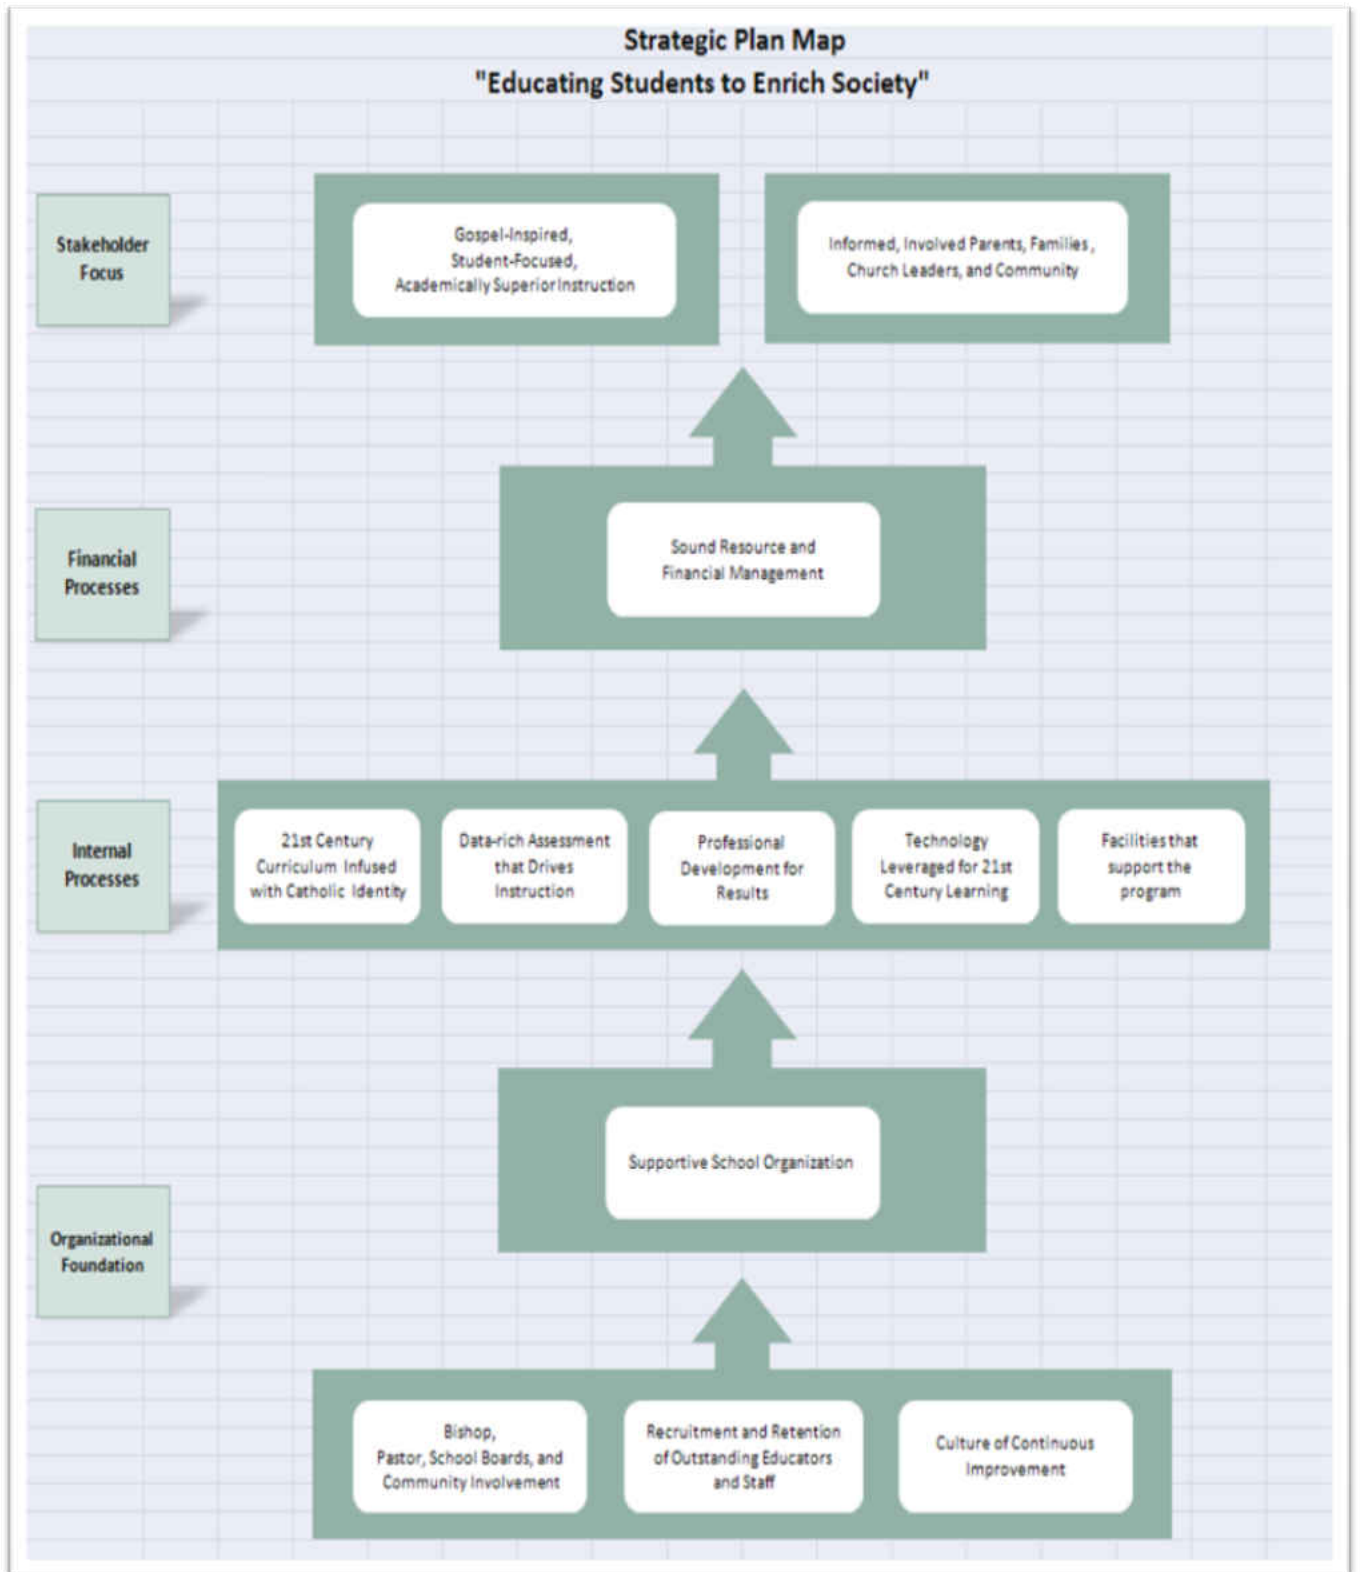 Strategic Plan Map
"Educating Students to Enrich Society"
Stakeholder
Focus
Gospel-Inspired,
Student-Focused,
Academically Superior Instruction
Informed, Involved Parents, Families ,
Church Leaders, and Community
Financial
Processes
Sound Resource and
Financial Management
Internal
Processes
21st Century
Curriculum Infused
with Catholic Identity
Data-rich Assessment
that Drives
Instruction
Professional
Development for
Results
Technology
Leveraged for 21st
Century Learning
Facilities that
support the
program
Organizational
Foundation
Supportive School Organization
Bishop,
Pastor, School Boards, and
Community Involvement
Recruitment and Retention
of Outstanding Educators
and Staff
Culture of Continuous
Improvement